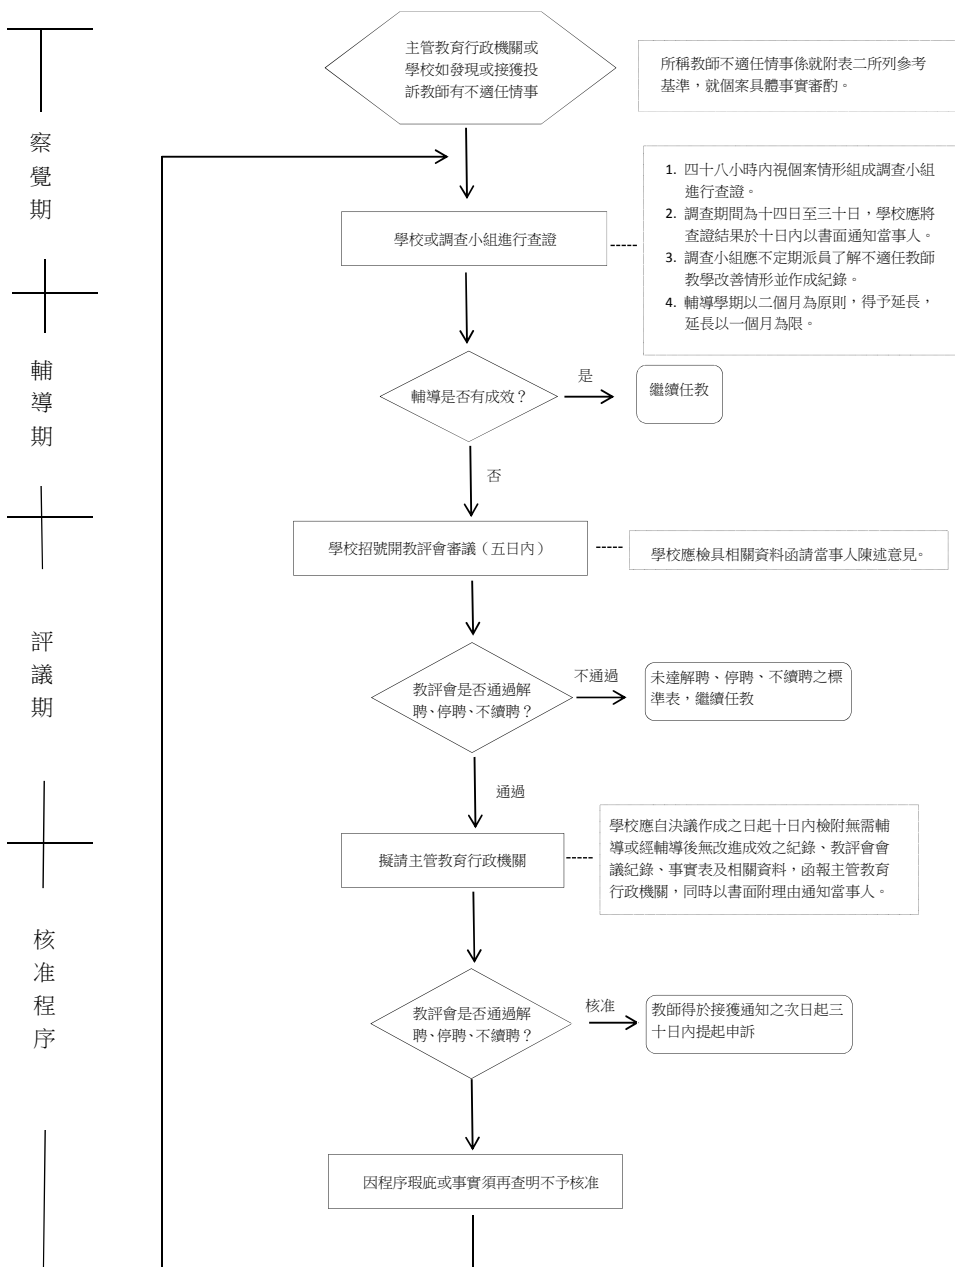 主管教育行政機關或
學校如發現或接獲投
訴教師有不適任情事
所稱教師不適任情事係就附表二所列參考
基準，就個案具體事實審酌。
察覺期
1. 四十八小時內視個案情形組成調查小組
進行查證。
2. 調查期間為十四日至三十日，學校應將
查證結果於十日內以書面通知當事人。
3. 調查小組應不定期派員了解不適任教師
教學改善情形並作成紀錄。
4. 輔導學期以二個月為原則，得予延長，
延長以一個月為限。
學校或調查小組進行查證
輔導期
輔導是否有成效？
是
繼續任教
否
學校招號開教評會審議（五日內）
學校應檢具相關資料函請當事人陳述意見。
評議期
教評會是否通過解
聘、停聘、不續聘？
不通過
未達解聘、停聘、不續聘之標
準表，繼續任教
通過
擬請主管教育行政機關
學校應自決議作成之日起十日內檢附無需輔
導或經輔導後無改進成效之紀錄、教評會會
議紀錄、事實表及相關資料，函報主管教育
行政機關，同時以書面附理由通知當事人。
核准程序
教評會是否通過解
聘、停聘、不續聘？
核准
教師得於接獲通知之次日起三
十日內提起申訴
因程序瑕疵或事實須再查明不予核准